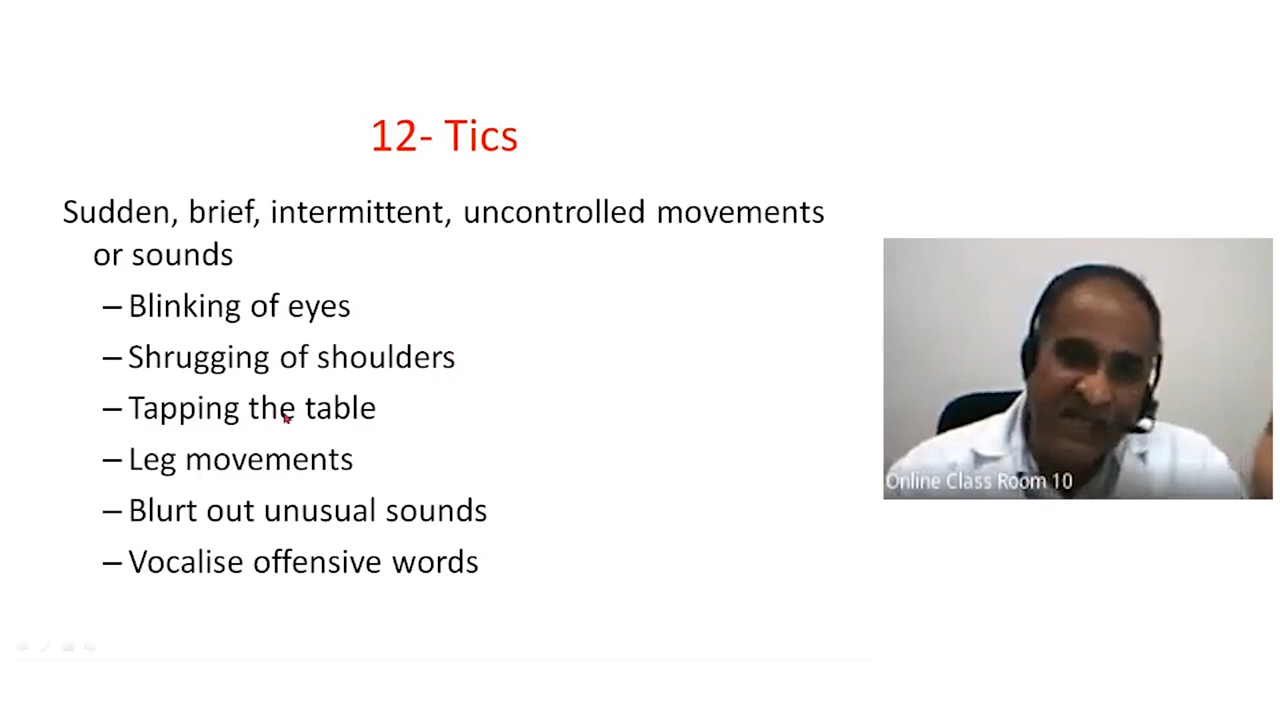 12- Tics
Sudden, brief, intermittent, uncontrolled movements
or sounds
– Blinking of eyes
– Shrugging of shoulders
– Tapping the table
– Leg movements
– Blurt out unusual sounds
– Vocalise offensive words
Online Class Room 10